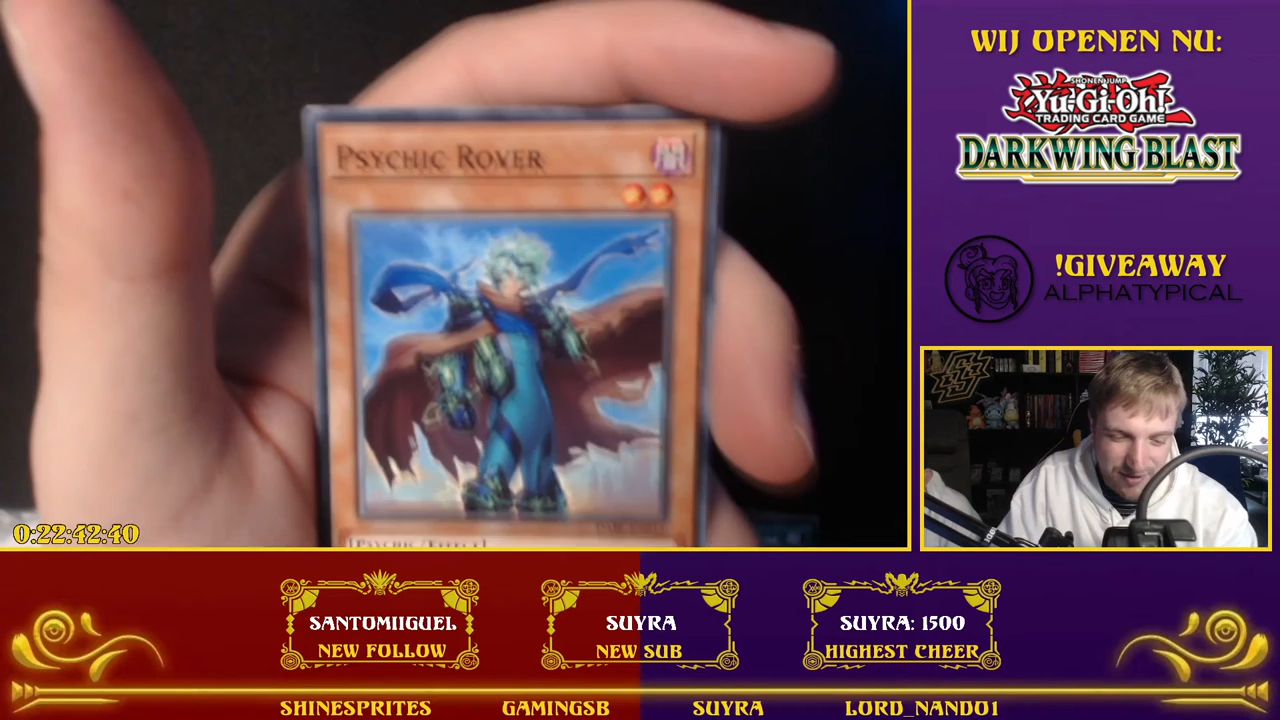 WIJ OPENEN NU:
SHONEN JUMP
Yu-Gi-Oh!
TRADING CARD GAME
DARKWING BLAST
PSYCHIC ROVER
!GIVEAWAY
ALPHATYPICAL
[PSYCHIC/EFFECT]
0:22:42:40
SANTOMIIGUEL
NEW FOLLOW
SUYRA
NEW SUB
SUYRA: 1500
HIGHEST CHEER
SHINESPRITES GAMINGSB SUYRA LORD_NANDO1